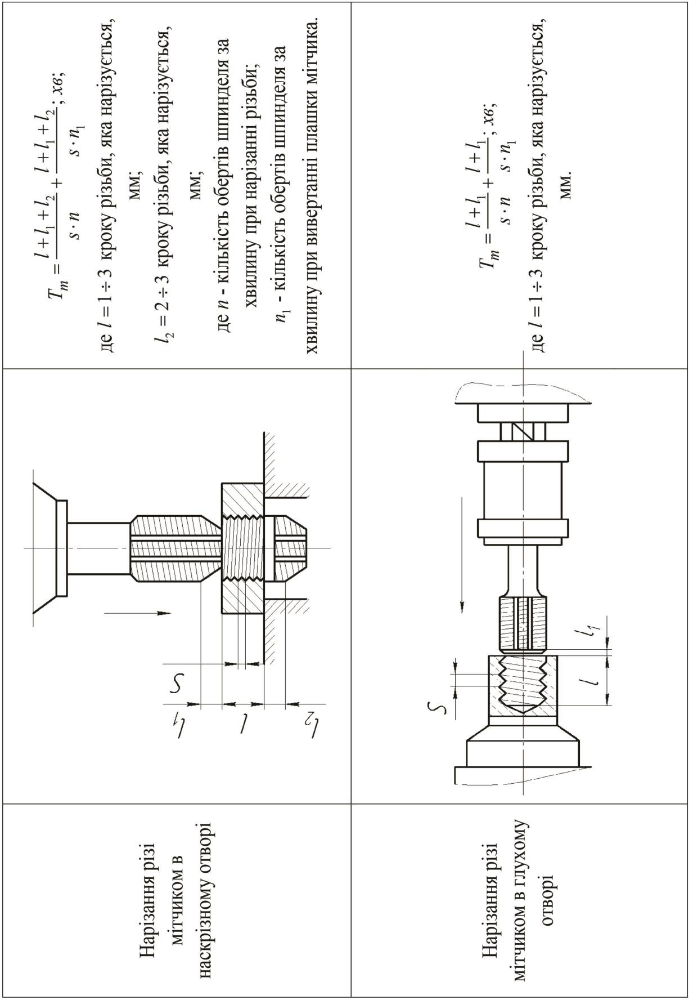 Нарізання різі
мітчиком в
наскрізному отворі
S
l₁
l
l₂
Tₘ = (l + l₁ + l₂)/(s · n) + (l + l₁ + l₂)/(s · n₁); хв;
де l = 1 ÷ 3 кроку різьби, яка нарізується,
мм;
l₂ = 2 ÷ 3 кроку різьби, яка нарізується,
мм;
де n - кількість обертів шпинделя за
хвилину при нарізанні різьби;
n₁ - кількість обертів шпинделя за
хвилину при вивертанні плашки мітчика.
Нарізання різі
мітчиком в глухому
отворі
S
l
l₁
Tₘ = (l + l₁)/(s · n) + (l + l₁)/(s · n₁); хв;
де l = 1 ÷ 3 кроку різьби, яка нарізується,
мм.